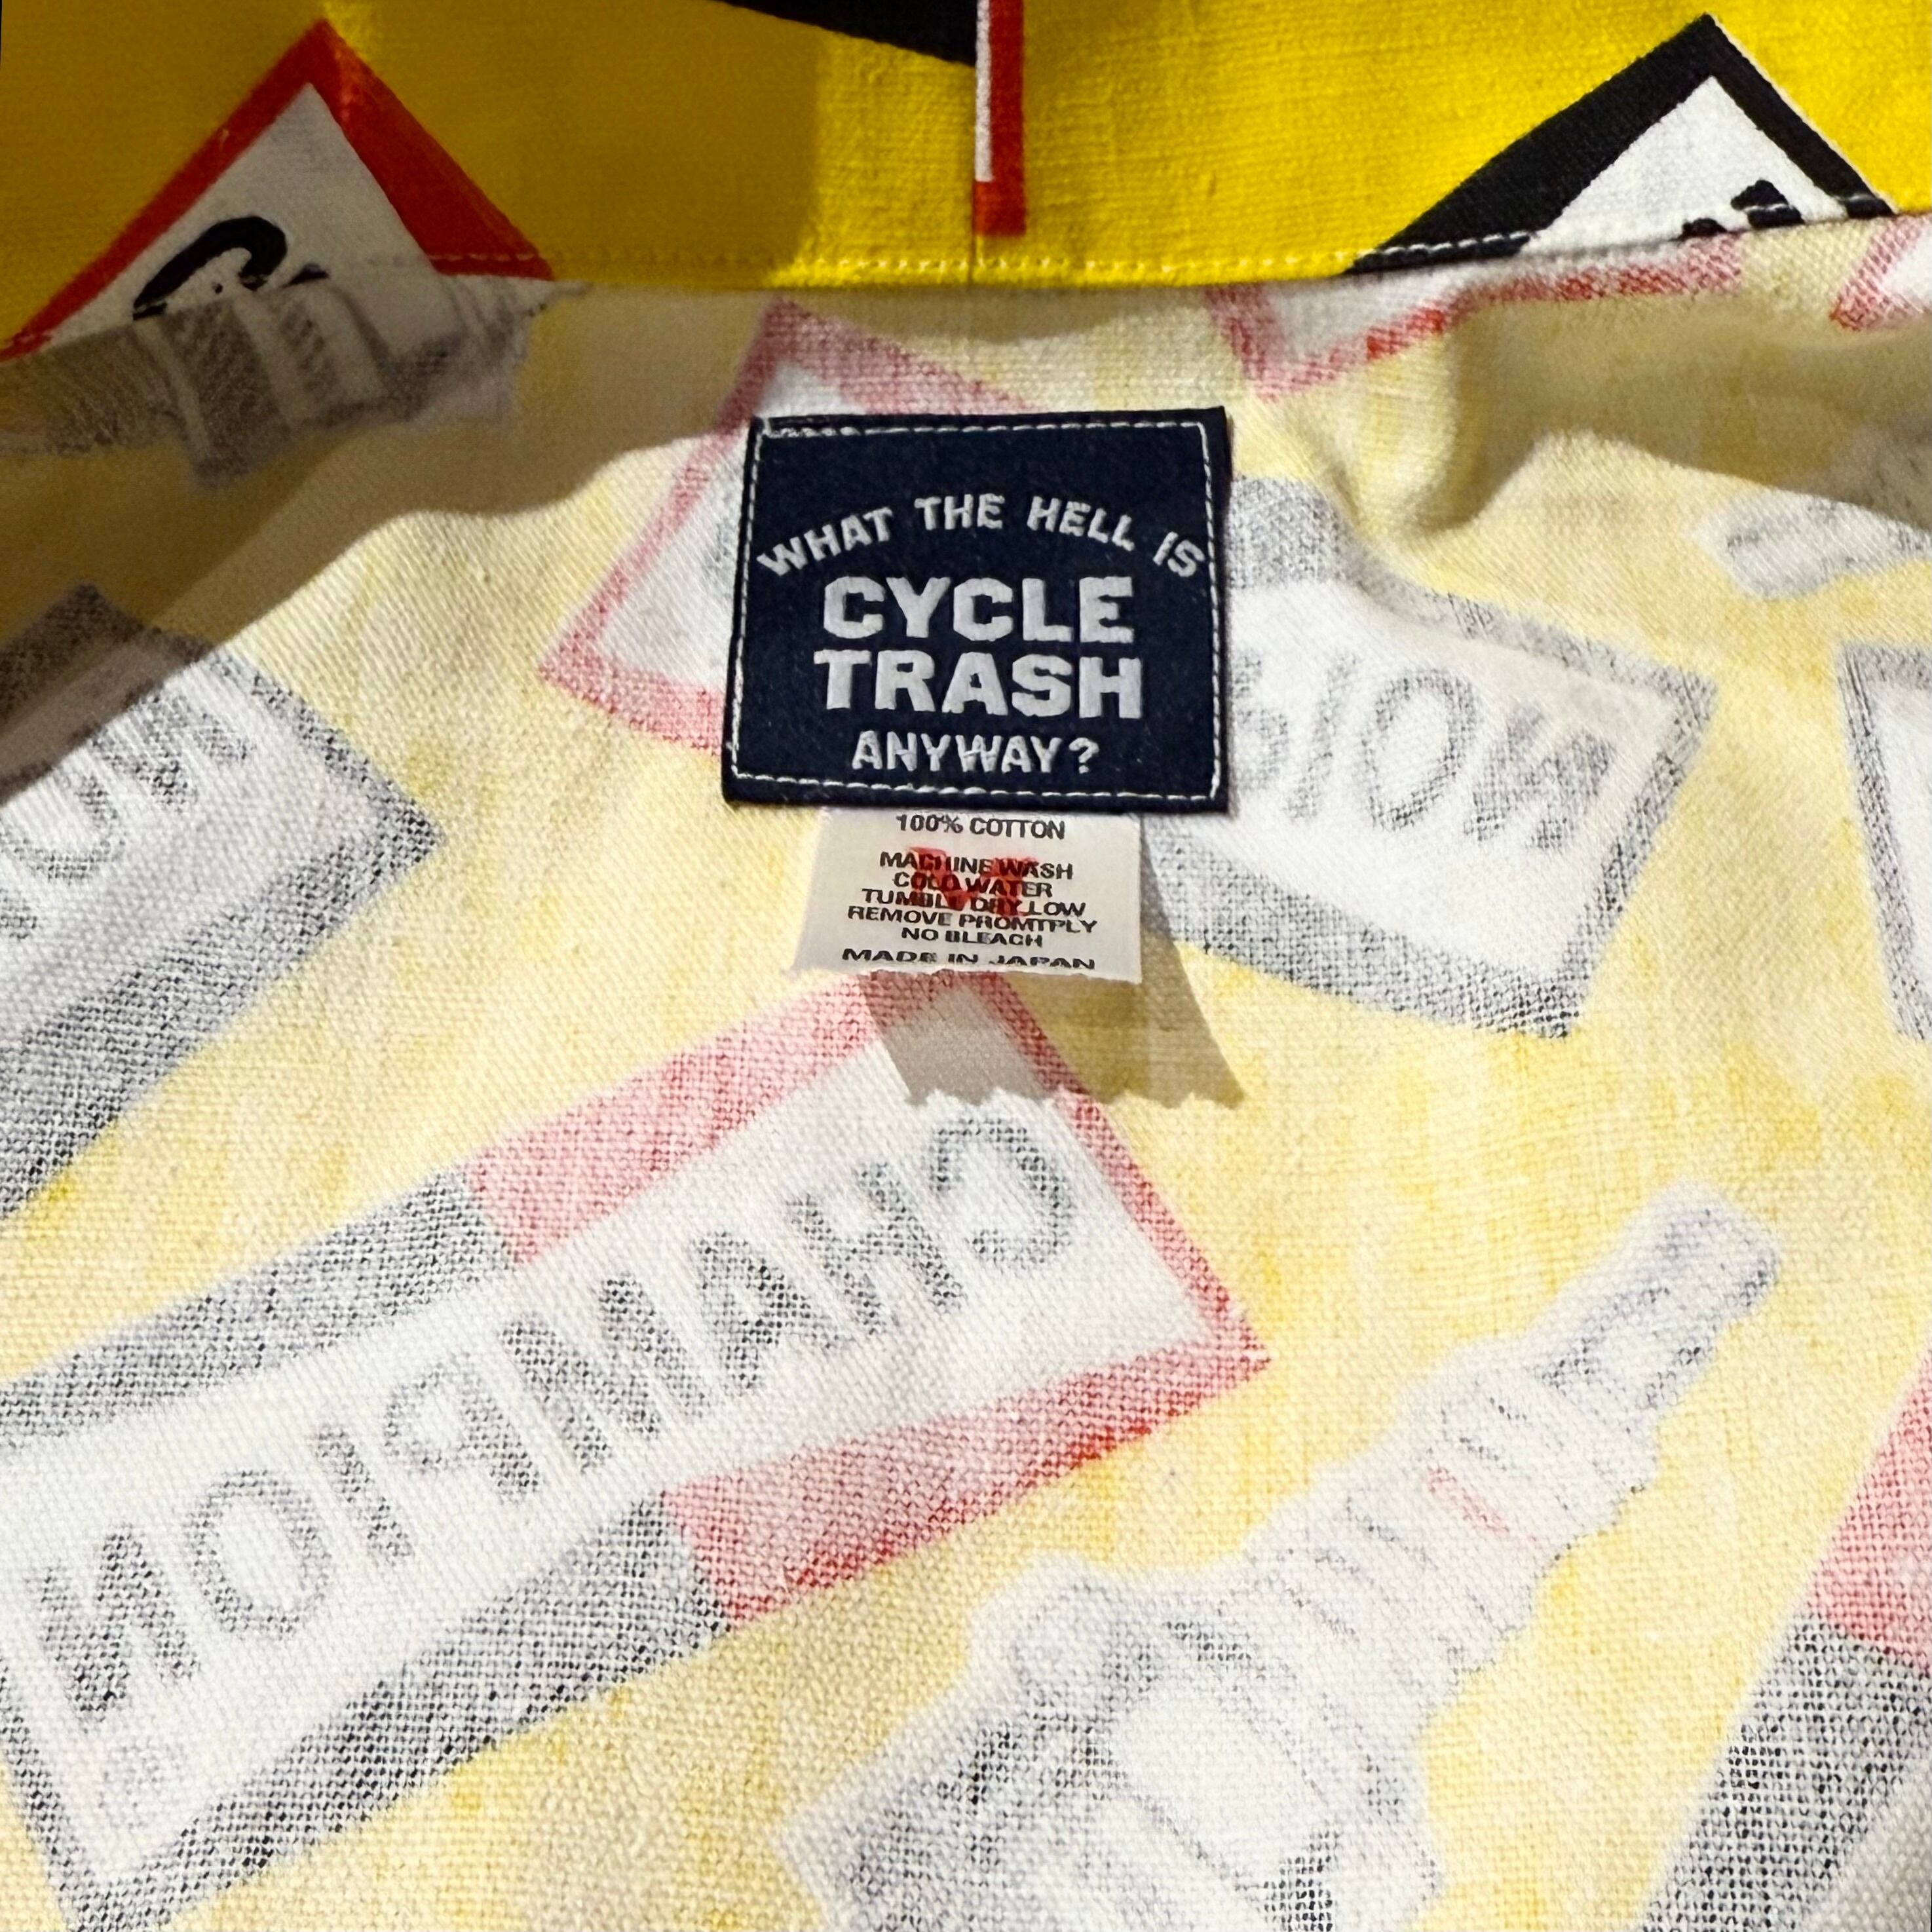 WHAT THE HELL IS
CYCLE
TRASH
ANYWAY?
100% COTTON
M
MACHINE WASH
COLD WATER
TUMBLE DRY LOW
REMOVE PROMTPLY
NO BLEACH
MADE IN JAPAN
CHAMPION